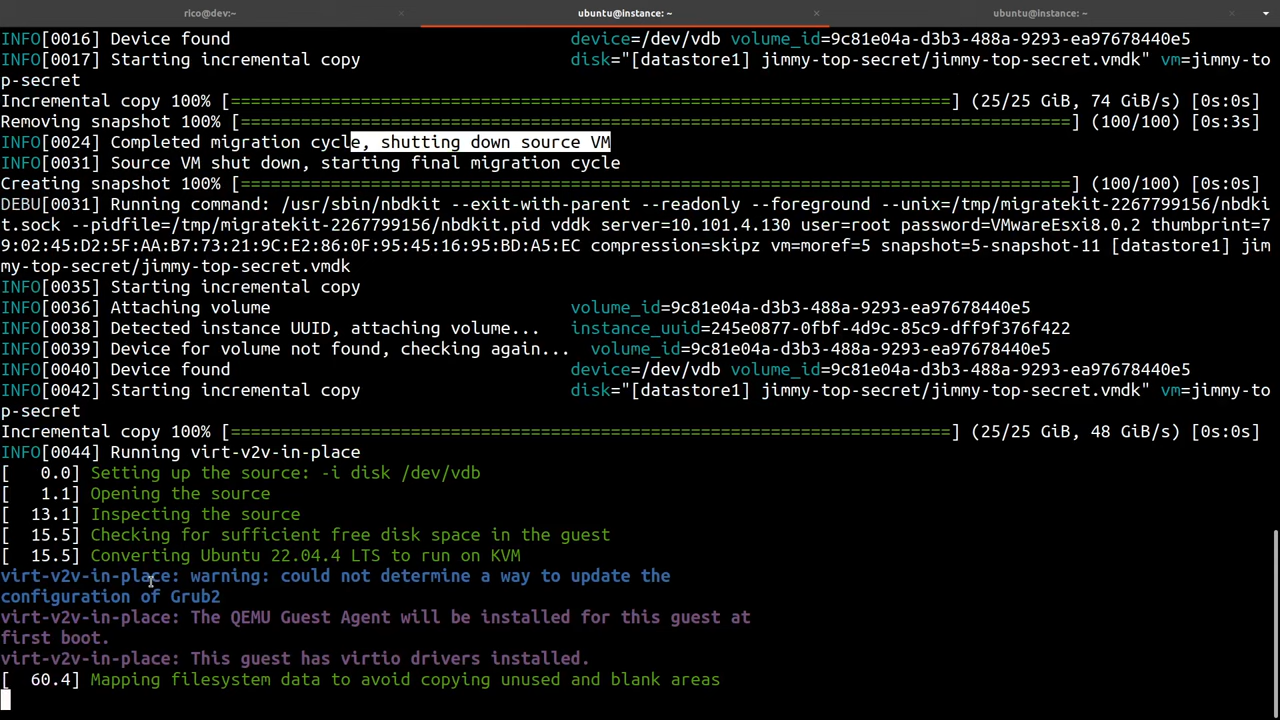 rico@dev:~ × ubuntu@instance: ~ × ubuntu@instance: ~ ×
INFO[0016] Device found device=/dev/vdb volume_id=9c81e04a-d3b3-488a-9293-ea97678440e5
INFO[0017] Starting incremental copy disk="[datastore1] jimmy-top-secret/jimmy-top-secret.vmdk" vm=jimmy-to
p-secret
Incremental copy 100% [========================================================================] (25/25 GiB, 74 GiB/s) [0s:0s]
Removing snapshot 100% [===================================================================================] (100/100) [0s:3s]
INFO[0024] Completed migration cycle, shutting down source VM
INFO[0031] Source VM shut down, starting final migration cycle
Creating snapshot 100% [===================================================================================] (100/100) [0s:0s]
DEBU[0031] Running command: /usr/sbin/nbdkit --exit-with-parent --readonly --foreground --unix=/tmp/migratekit-2267799156/nbdki
t.sock --pidfile=/tmp/migratekit-2267799156/nbdkit.pid vddk server=10.101.4.130 user=root password=VMwareEsxi8.0.2 thumbprint=7
9:02:45:D2:5F:AA:B7:73:21:9C:E2:86:0F:95:45:16:95:BD:A5:EC compression=skipz vm=moref=5 snapshot=5-snapshot-11 [datastore1] jim
my-top-secret/jimmy-top-secret.vmdk
INFO[0035] Starting incremental copy
INFO[0036] Attaching volume volume_id=9c81e04a-d3b3-488a-9293-ea97678440e5
INFO[0038] Detected instance UUID, attaching volume... instance_uuid=245e0877-0fbf-4d9c-85c9-dff9f376f422
INFO[0039] Device for volume not found, checking again... volume_id=9c81e04a-d3b3-488a-9293-ea97678440e5
INFO[0040] Device found device=/dev/vdb volume_id=9c81e04a-d3b3-488a-9293-ea97678440e5
INFO[0042] Starting incremental copy disk="[datastore1] jimmy-top-secret/jimmy-top-secret.vmdk" vm=jimmy-to
p-secret
Incremental copy 100% [========================================================================] (25/25 GiB, 48 GiB/s) [0s:0s]
INFO[0044] Running virt-v2v-in-place
[   0.0] Setting up the source: -i disk /dev/vdb
[   1.1] Opening the source
[  13.1] Inspecting the source
[  15.5] Checking for sufficient free disk space in the guest
[  15.5] Converting Ubuntu 22.04.4 LTS to run on KVM
virt-v2v-in-place: warning: could not determine a way to update the
configuration of Grub2
virt-v2v-in-place: The QEMU Guest Agent will be installed for this guest at
first boot.
virt-v2v-in-place: This guest has virtio drivers installed.
[  60.4] Mapping filesystem data to avoid copying unused and blank areas